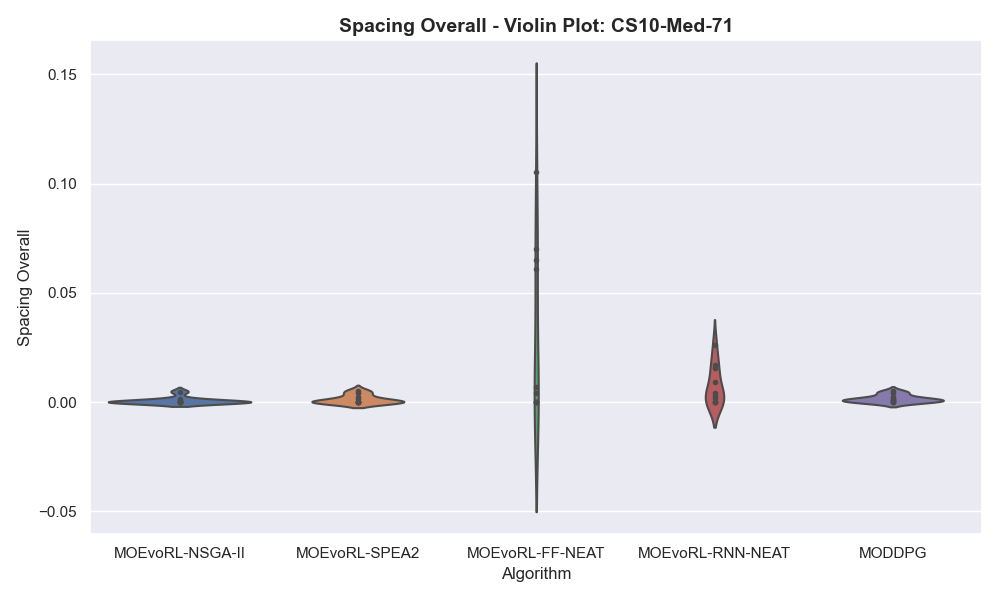 Spacing Overall - Violin Plot: CS10-Med-71
0.15
0.10
0.05
0.00
−0.05
Spacing Overall
MOEvoRL-NSGA-II
MOEvoRL-SPEA2
MOEvoRL-FF-NEAT
MOEvoRL-RNN-NEAT
MODDPG
Algorithm